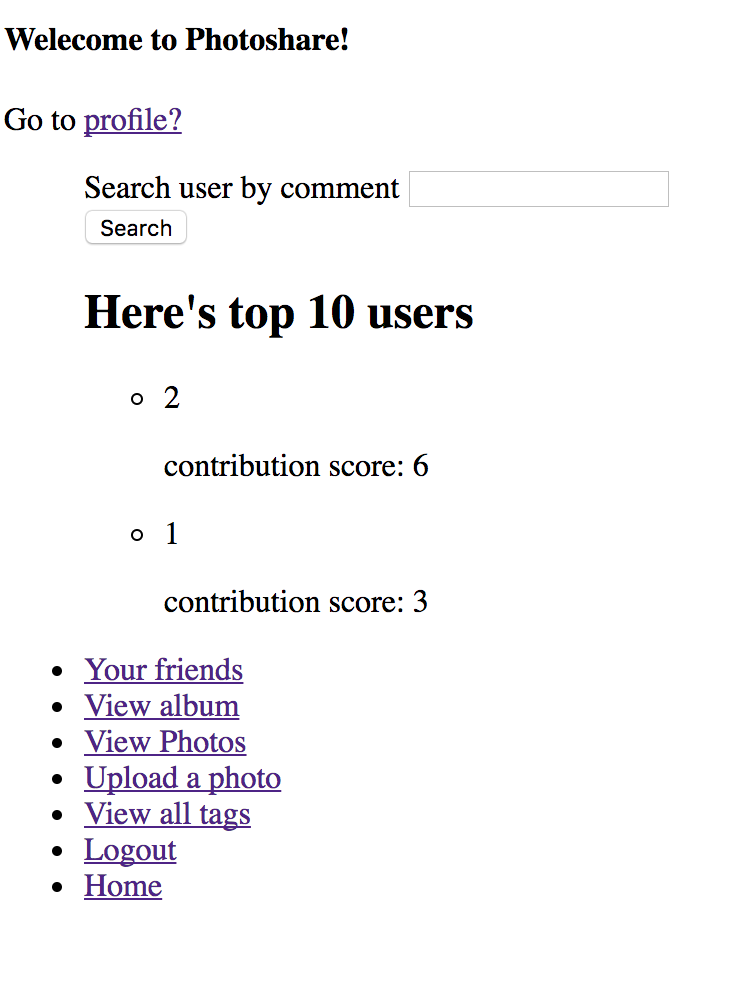 Welecome to Photoshare!
Go to profile?
Search user by comment
Search
Here's top 10 users
2
contribution score: 6
1
contribution score: 3
Your friends
View album
View Photos
Upload a photo
View all tags
Logout
Home